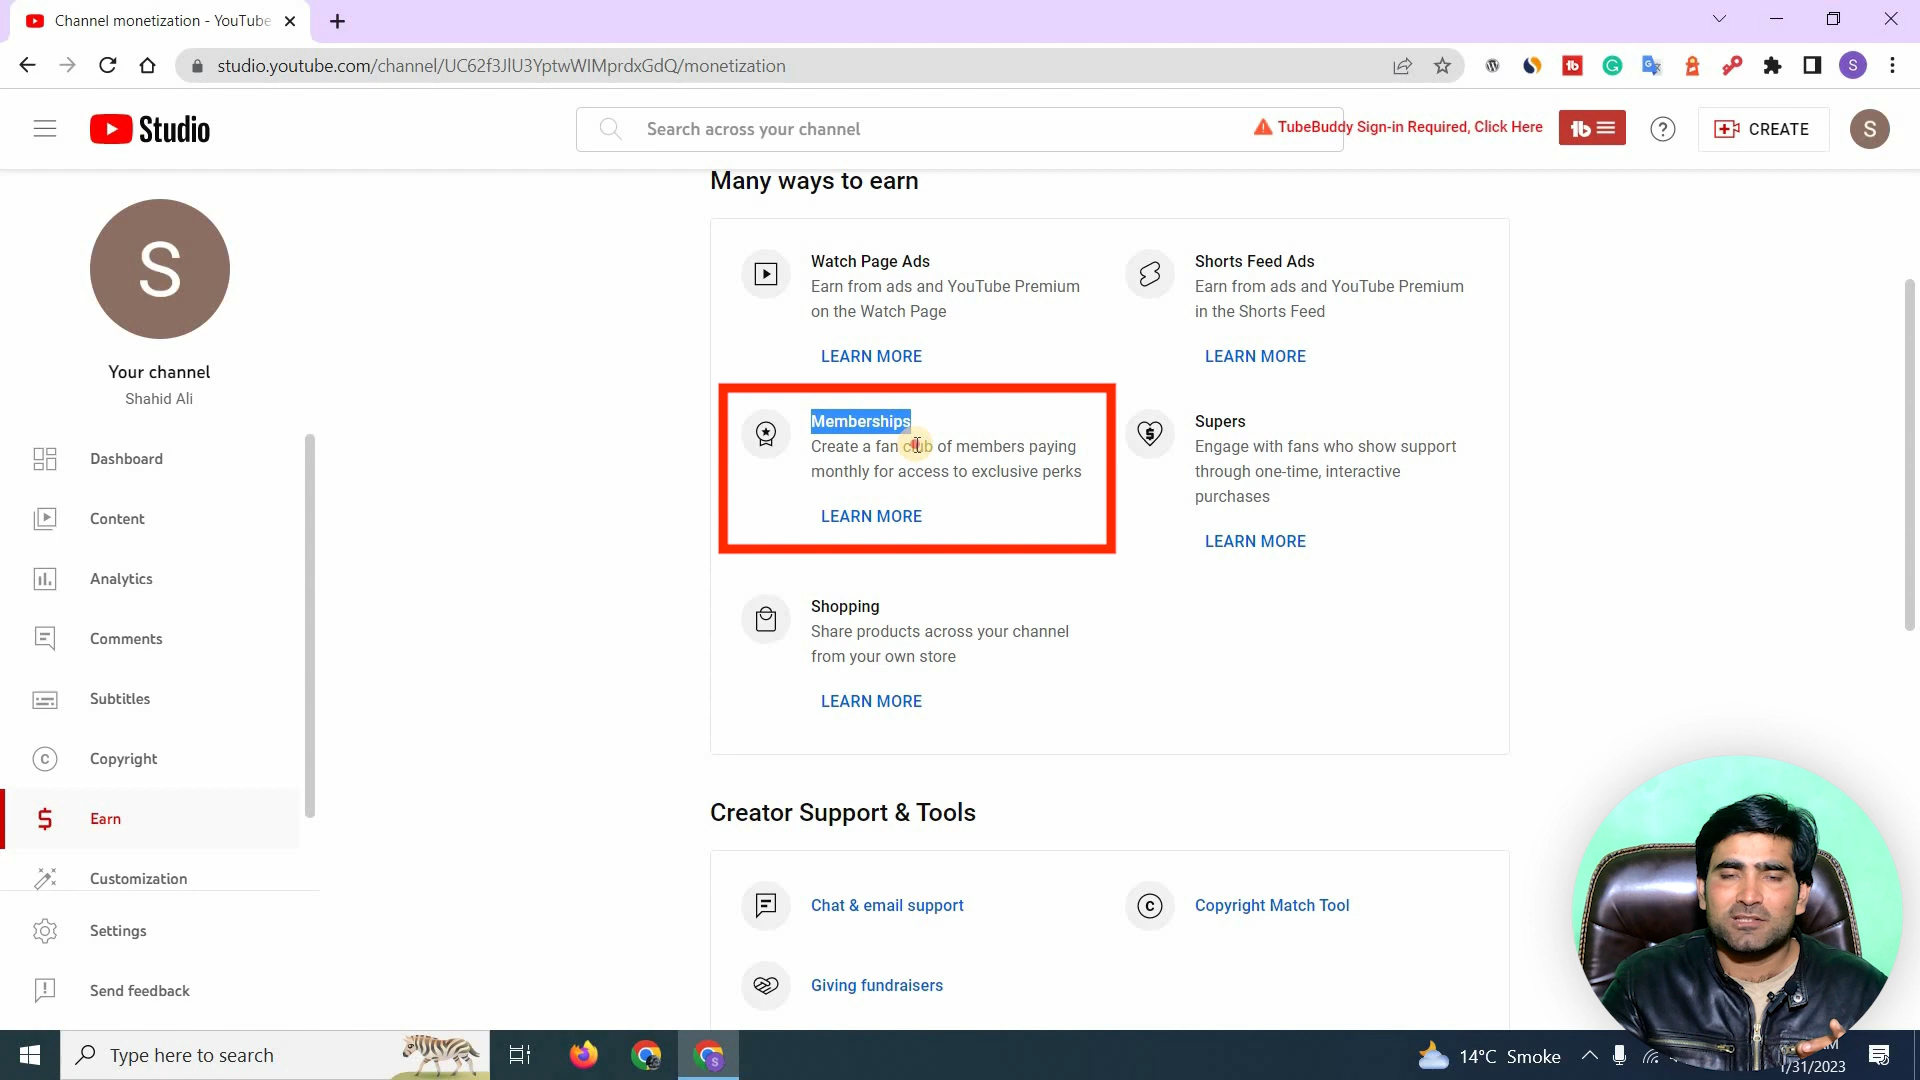 Channel monetization - YouTube
studio.youtube.com/channel/UC62f3JlU3YptwWIMprdxGdQ/monetization
S
Studio
Search across your channel
TubeBuddy Sign-in Required, Click Here
tb
?
CREATE
S
S
Your channel
Shahid Ali
Dashboard
Content
Analytics
Comments
Subtitles
Copyright
Earn
Customization
Settings
Send feedback
Many ways to earn
Watch Page Ads
Earn from ads and YouTube Premium
on the Watch Page
LEARN MORE
Shorts Feed Ads
Earn from ads and YouTube Premium
in the Shorts Feed
LEARN MORE
Memberships
Create a fan club of members paying
monthly for access to exclusive perks
LEARN MORE
Supers
Engage with fans who show support
through one-time, interactive
purchases
LEARN MORE
Shopping
Share products across your channel
from your own store
LEARN MORE
Creator Support & Tools
Chat & email support
Copyright Match Tool
Giving fundraisers
Type here to search
14°C Smoke
1/31/2023